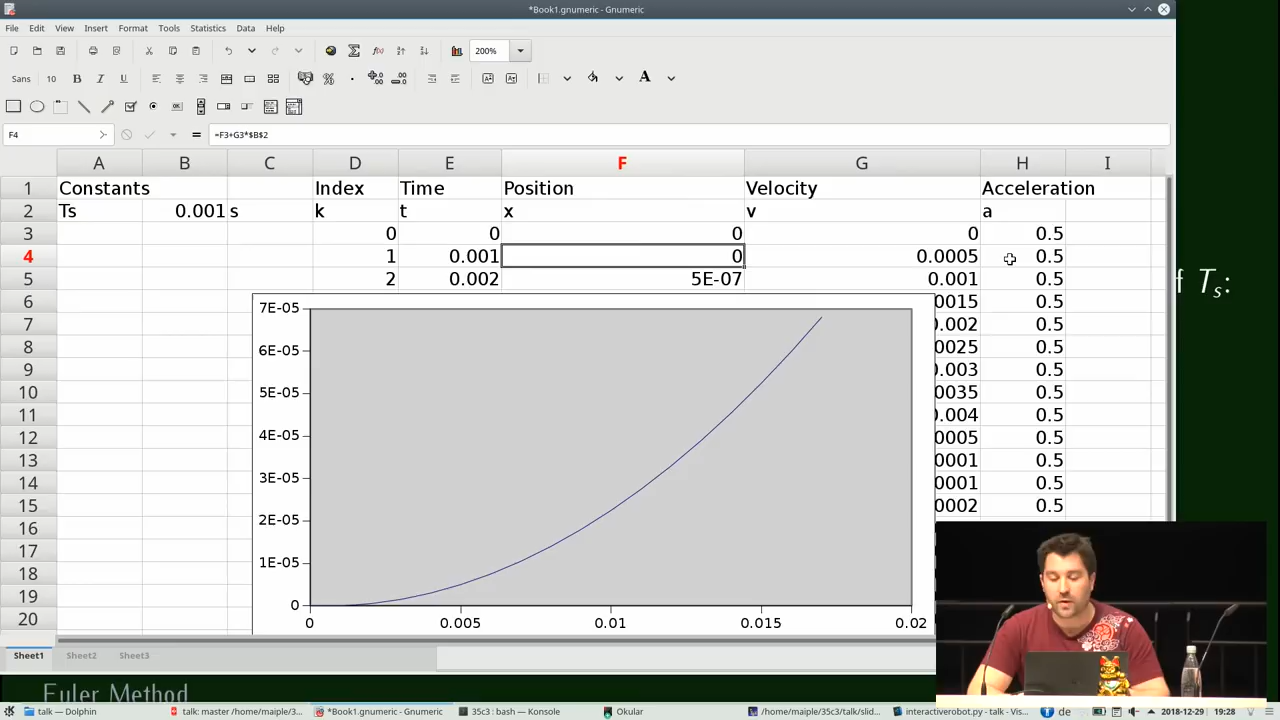 *Book1.gnumeric - Gnumeric
File Edit View Insert Format Tools Statistics Data Help
200%
Sans 10
F4 =F3+G3*$B$2
A B C D E F G H I
1 Constants Index Time Position Velocity Acceleration
2 Ts 0.001 s k t x v a
3 0 0 0 0 0.5
4 1 0.001 0 0.0005 0.5
5 2 0.002 5E-07 0.001 0.5
6 0015 0.5
7 .002 0.5
8 0025 0.5
9 .003 0.5
10 0035 0.5
11 .004 0.5
12 0005 0.5
13 0001 0.5
14 0001 0.5
15 0002 0.5
16
17
18
19
20
7E-05
6E-05
5E-05
4E-05
3E-05
2E-05
1E-05
0
0 0.005 0.01 0.015 0.02
f Ts:
Sheet1 Sheet2 Sheet3
Euler Method
talk — Dolphin
talk: master /home/maiple/3...
*Book1.gnumeric - Gnumeric
35c3 : bash — Konsole
Okular
/home/maiple/35c3/talk/slid...
interactiverobot.py — talk — Vis...
de
2018-12-29 19:28